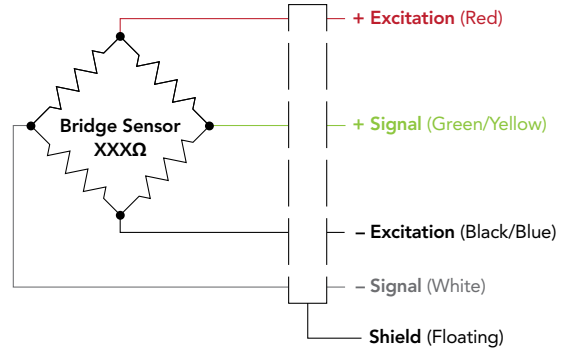 + Excitation (Red)
Bridge Sensor
XXXΩ
+ Signal (Green/Yellow)
– Excitation (Black/Blue)
– Signal (White)
Shield (Floating)